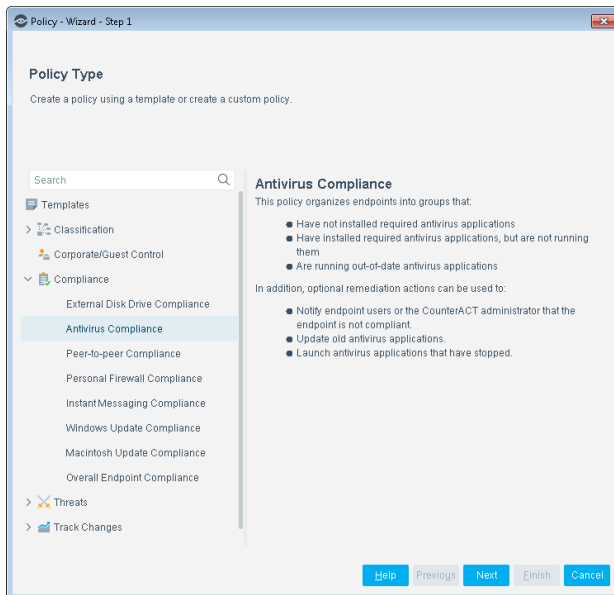 Policy - Wizard - Step 1
Policy Type
Create a policy using a template or create a custom policy.
Search
Templates
Classification
Corporate/Guest Control
Compliance
External Disk Drive Compliance
Antivirus Compliance
Peer-to-peer Compliance
Personal Firewall Compliance
Instant Messaging Compliance
Windows Update Compliance
Macintosh Update Compliance
Overall Endpoint Compliance
Threats
Track Changes
Antivirus Compliance
This policy organizes endpoints into groups that:
Have not installed required antivirus applications
Have installed required antivirus applications, but are not running
them
Are running out-of-date antivirus applications
In addition, optional remediation actions can be used to:
Notify endpoint users or the CounterACT administrator that the
endpoint is not compliant.
Update old antivirus applications.
Launch antivirus applications that have stopped.
Help Previous Next Finish Cancel